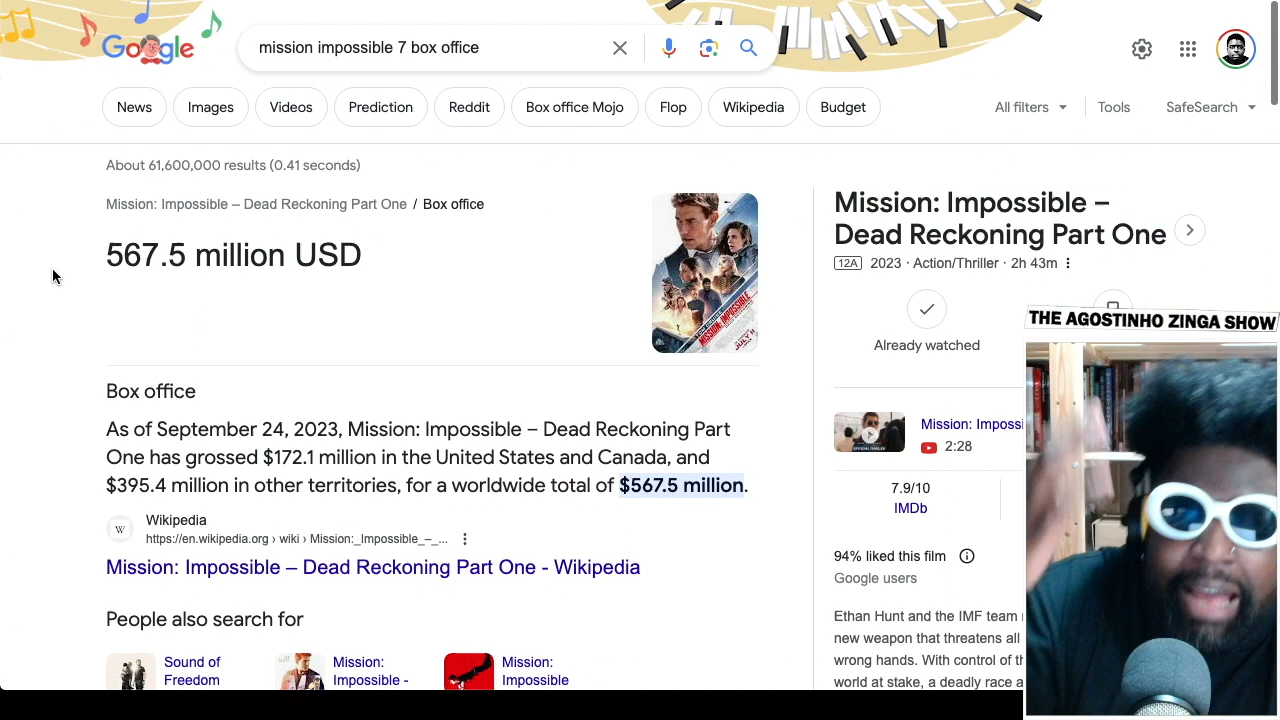 Google
mission impossible 7 box office
News
Images
Videos
Prediction
Reddit
Box office Mojo
Flop
Wikipedia
Budget
All filters
Tools
SafeSearch
About 61,600,000 results (0.41 seconds)
Mission: Impossible – Dead Reckoning Part One / Box office
567.5 million USD
Box office
As of September 24, 2023, Mission: Impossible – Dead Reckoning Part
One has grossed $172.1 million in the United States and Canada, and
$395.4 million in other territories, for a worldwide total of $567.5 million.
W
Wikipedia
https://en.wikipedia.org › wiki › Mission:_Impossible_–_...
Mission: Impossible – Dead Reckoning Part One - Wikipedia
People also search for
Sound of
Freedom
Mission:
Impossible -
Mission:
Impossible
Mission: Impossible –
Dead Reckoning Part One
12A 2023 · Action/Thriller · 2h 43m
Already watched
Mission: Impossi
2:28
7.9/10
IMDb
94% liked this film
Google users
Ethan Hunt and the IMF team
new weapon that threatens all
wrong hands. With control of th
world at stake, a deadly race a
THE AGOSTINHO ZINGA SHOW